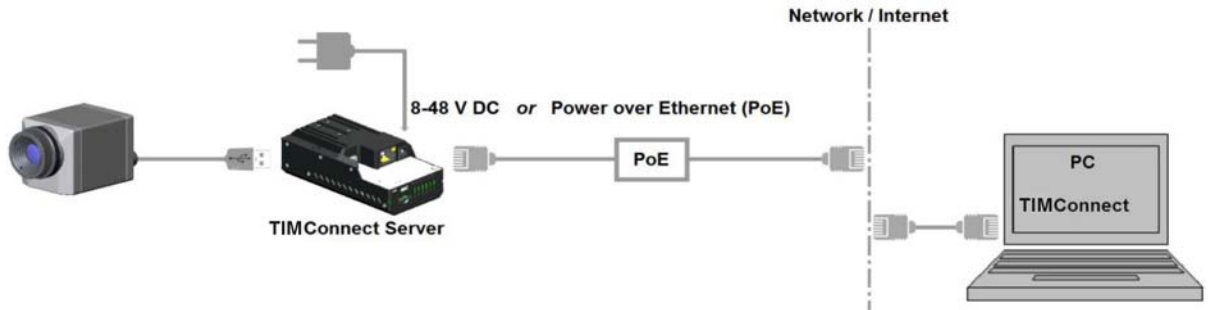 Network / Internet
8-48 V DC or Power over Ethernet (PoE)
PoE
PC
TIMConnect
TIMConnect Server